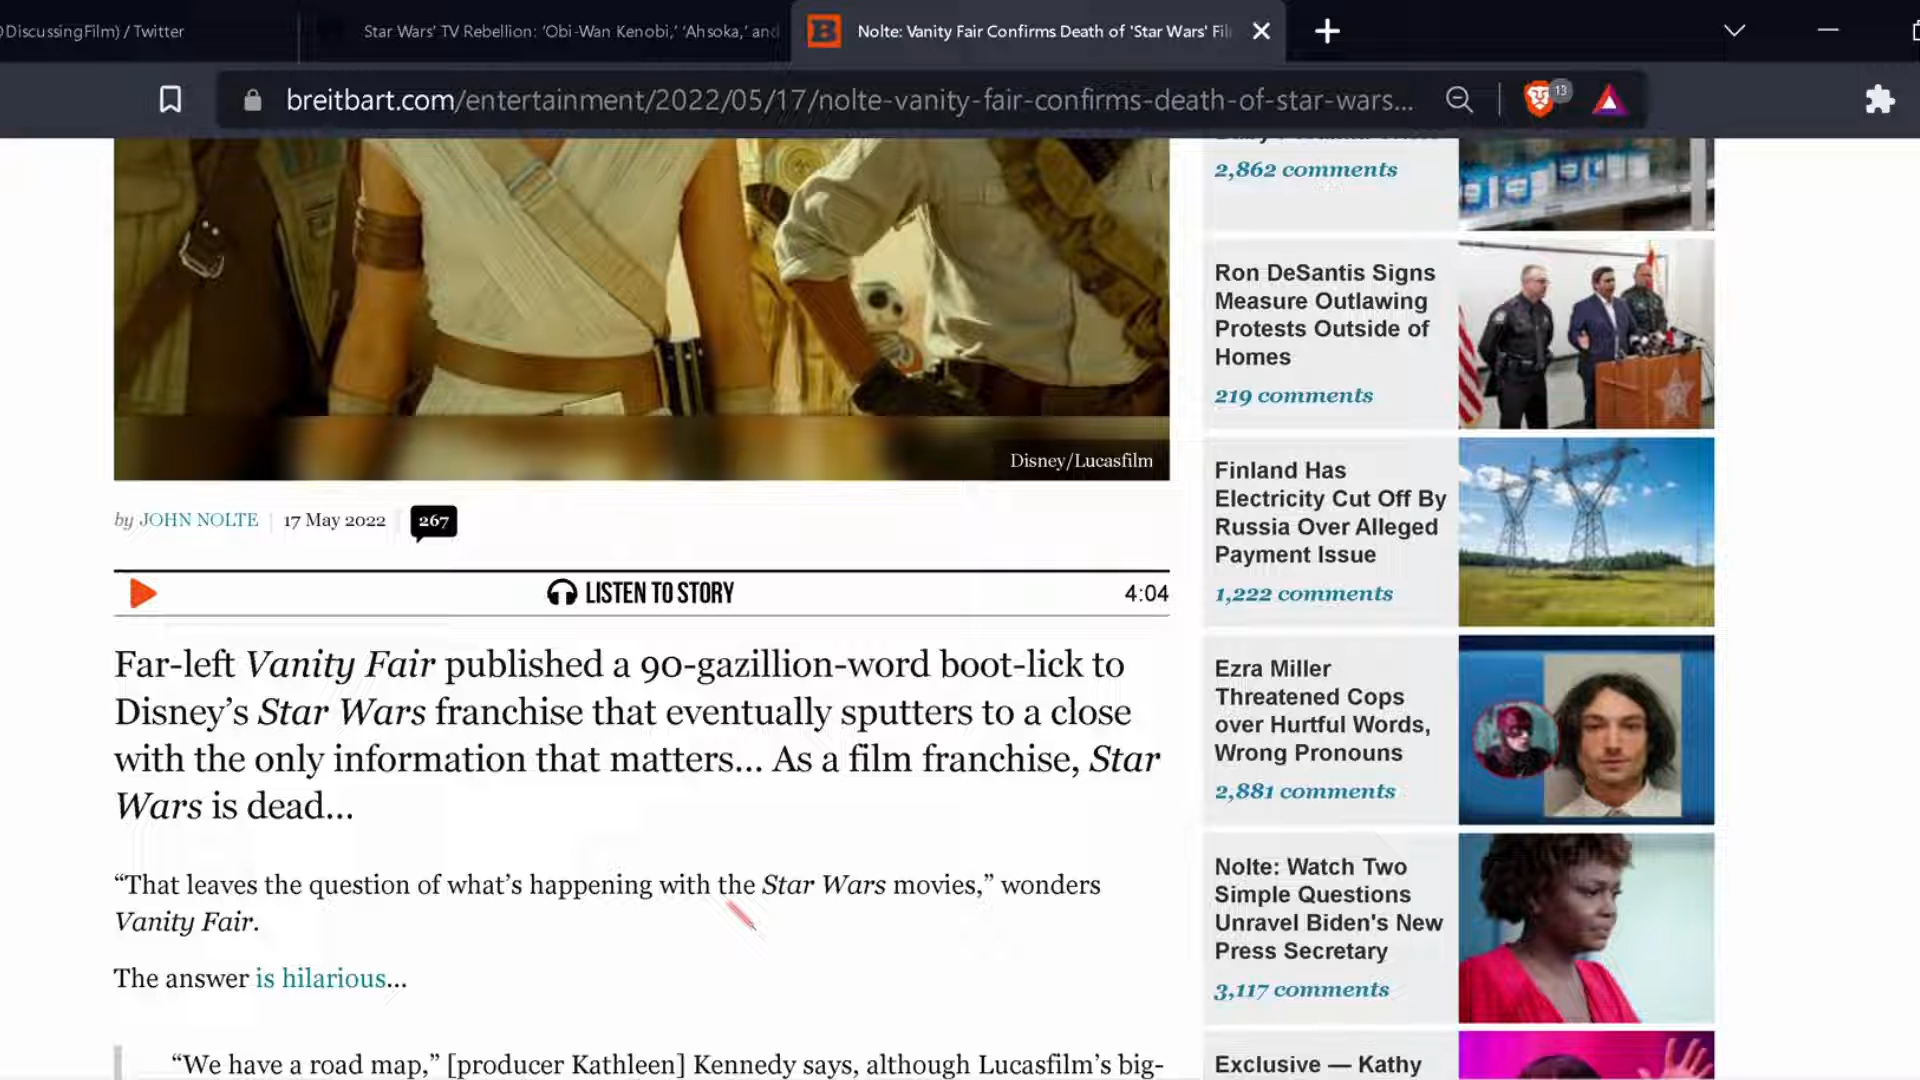 DiscussingFilm) / Twitter
Star Wars' TV Rebellion: 'Obi-Wan Kenobi,' 'Ahsoka,' and
Nolte: Vanity Fair Confirms Death of 'Star Wars' Fil
breitbart.com/entertainment/2022/05/17/nolte-vanity-fair-confirms-death-of-star-wars...
13
Disney/Lucasfilm
by JOHN NOLTE | 17 May 2022
267
LISTEN TO STORY
4:04
Far-left Vanity Fair published a 90-gazillion-word boot-lick to
Disney’s Star Wars franchise that eventually sputters to a close
with the only information that matters… As a film franchise, Star
Wars is dead…
“That leaves the question of what’s happening with the Star Wars movies,” wonders
Vanity Fair.
The answer is hilarious…
“We have a road map,” [producer Kathleen] Kennedy says, although Lucasfilm’s big-
2,862 comments
Ron DeSantis Signs
Measure Outlawing
Protests Outside of
Homes
219 comments
Finland Has
Electricity Cut Off By
Russia Over Alleged
Payment Issue
1,222 comments
Ezra Miller
Threatened Cops
over Hurtful Words,
Wrong Pronouns
2,881 comments
Nolte: Watch Two
Simple Questions
Unravel Biden's New
Press Secretary
3,117 comments
Exclusive — Kathy